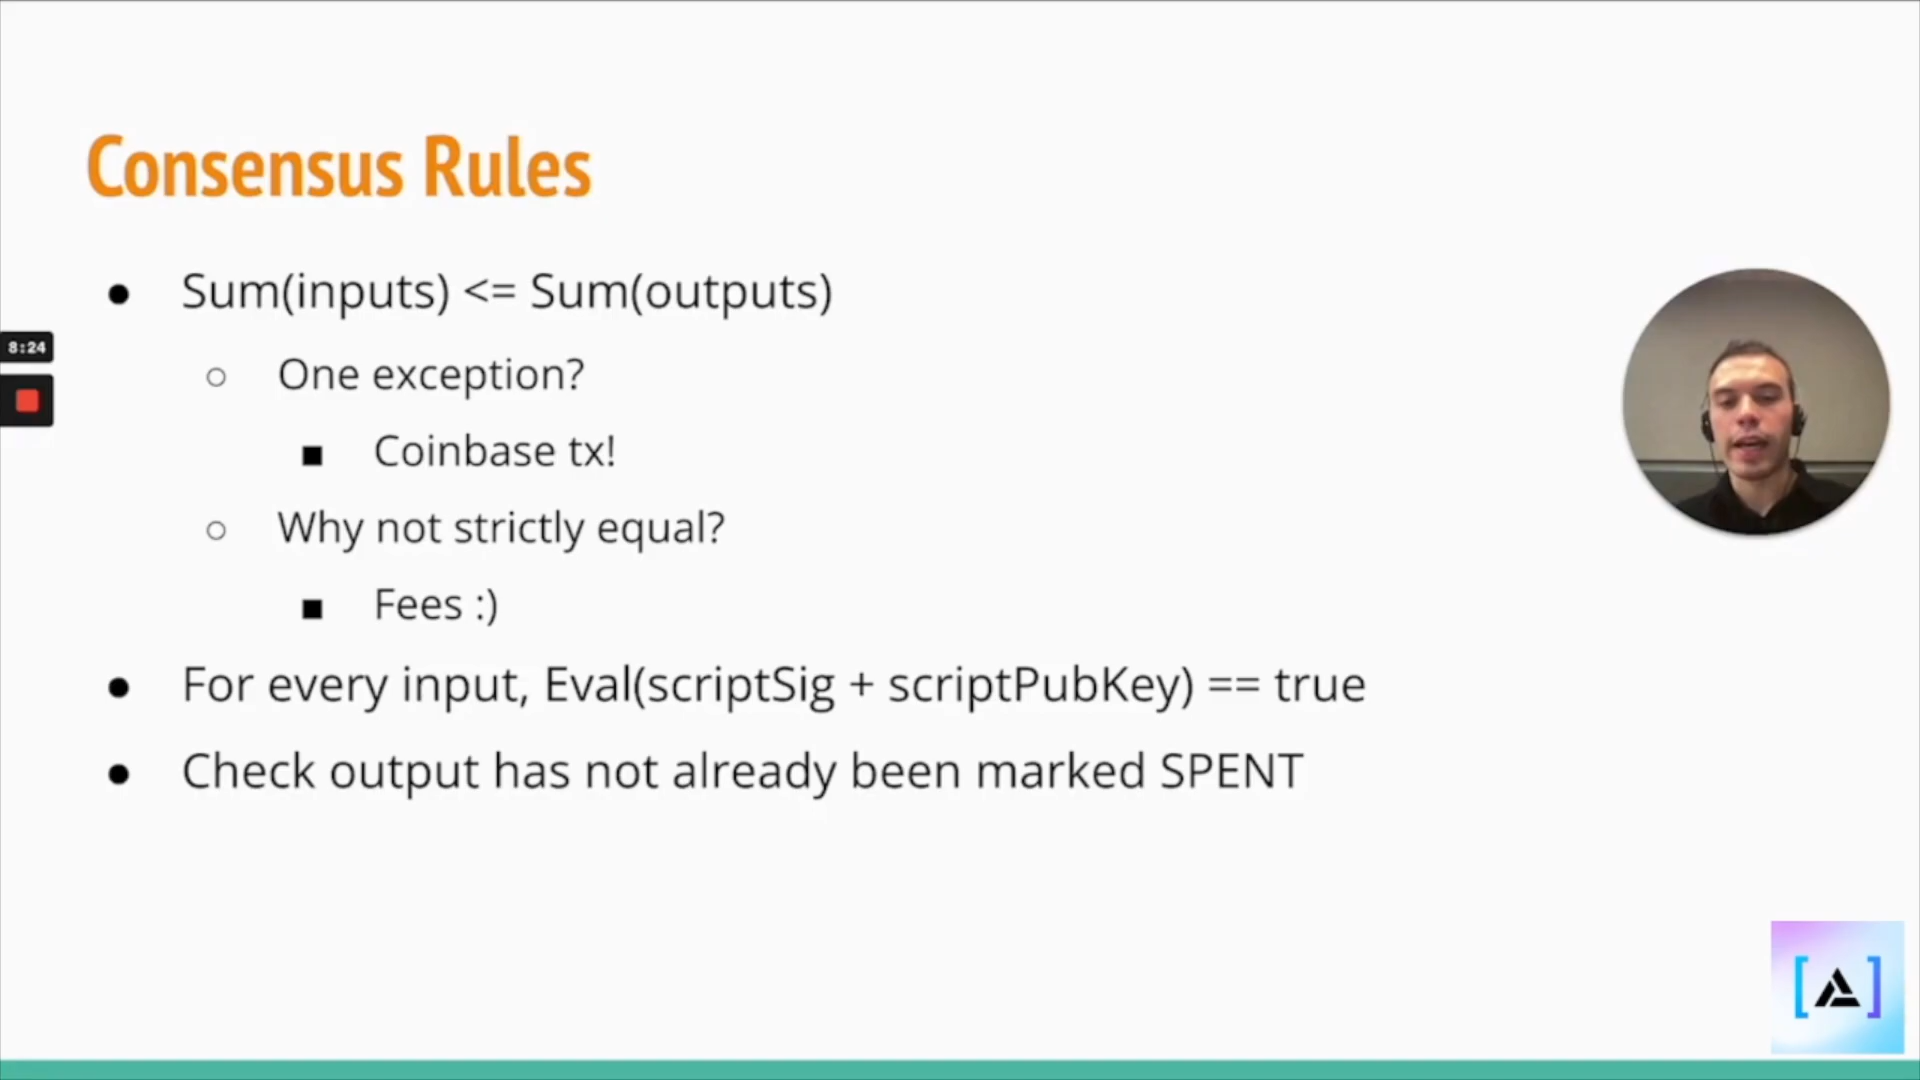 Consensus Rules
Sum(inputs) <= Sum(outputs)
One exception?
Coinbase tx!
Why not strictly equal?
Fees :)
For every input, Eval(scriptSig + scriptPubKey) == true
Check output has not already been marked SPENT
8:24